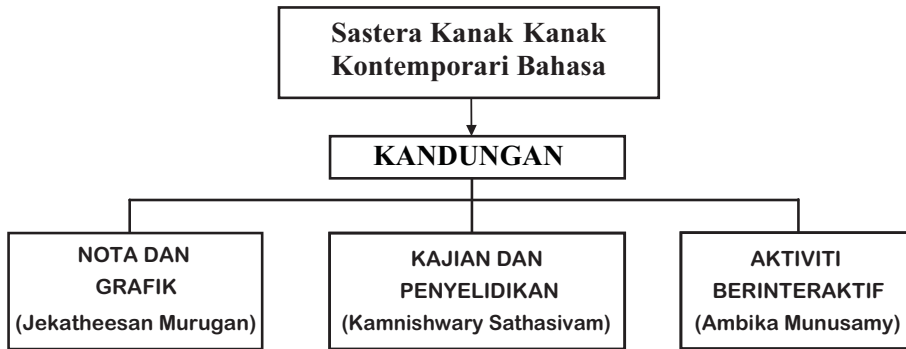 Sastera Kanak Kanak
Kontemporari Bahasa
KANDUNGAN
NOTA DAN
GRAFIK
(Jekatheesan Murugan)
KAJIAN DAN
PENYELIDIKAN
(Kamnishwary Sathasivam)
AKTIVITI
BERINTERAKTIF
(Ambika Munusamy)